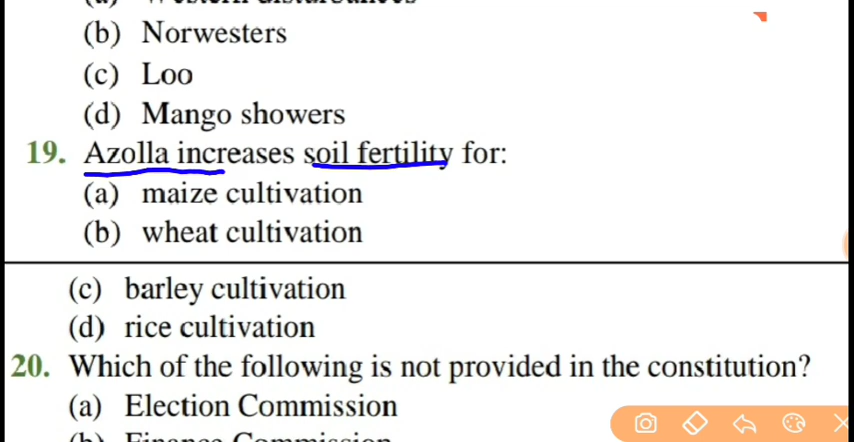 (b) Norwesters
(c) Loo
(d) Mango showers
19. Azolla increases soil fertility for:
(a) maize cultivation
(b) wheat cultivation
(c) barley cultivation
(d) rice cultivation
20. Which of the following is not provided in the constitution?
(a) Election Commission